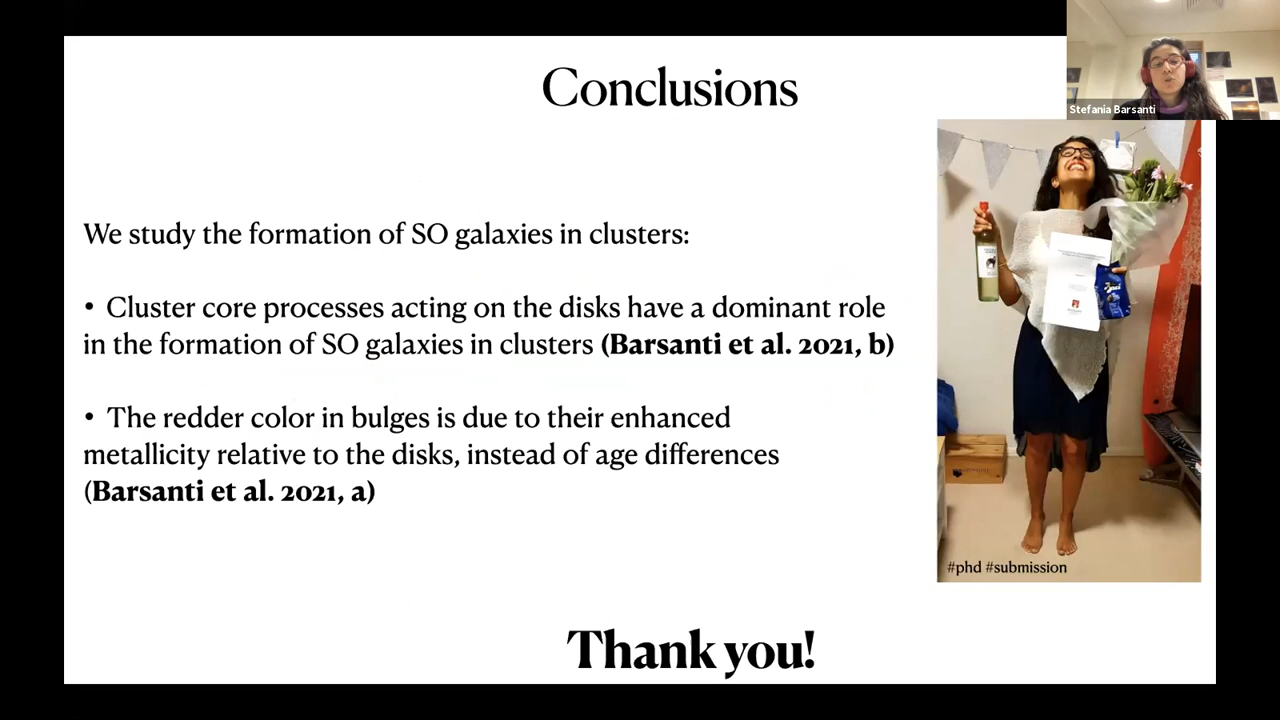 Conclusions
Stefania Barsanti
We study the formation of S0 galaxies in clusters:
• Cluster core processes acting on the disks have a dominant role
in the formation of S0 galaxies in clusters (Barsanti et al. 2021, b)
• The redder color in bulges is due to their enhanced
metallicity relative to the disks, instead of age differences
(Barsanti et al. 2021, a)
#phd #submission
Thank you!